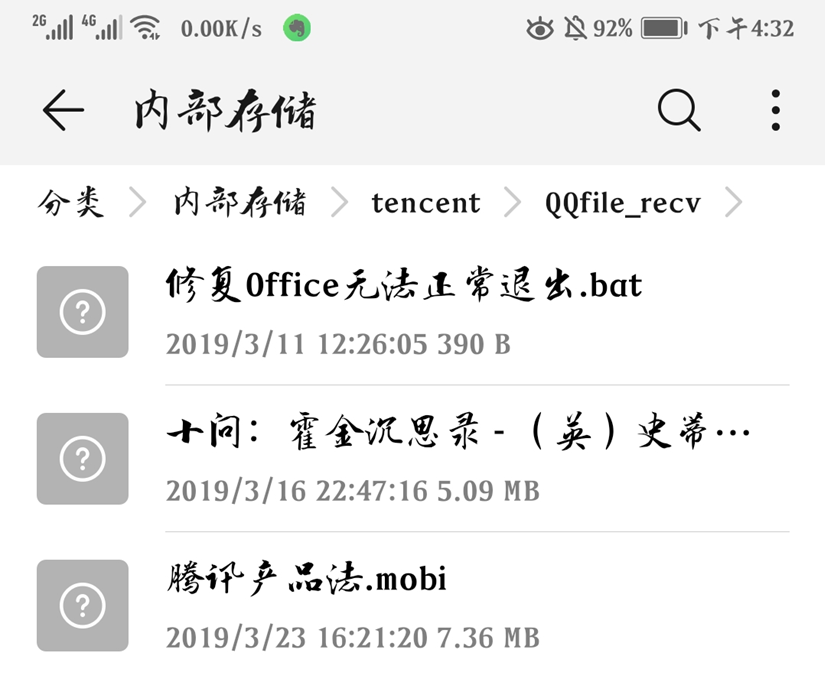 2G 4G 0.00K/s 92% 下午4:32
内部存储
分类 内部存储 tencent QQfile_recv
修复Office无法正常退出.bat
2019/3/11 12:26:05 390 B
十问：霍金沉思录 - （英）史蒂…
2019/3/16 22:47:16 5.09 MB
腾讯产品法.mobi
2019/3/23 16:21:20 7.36 MB